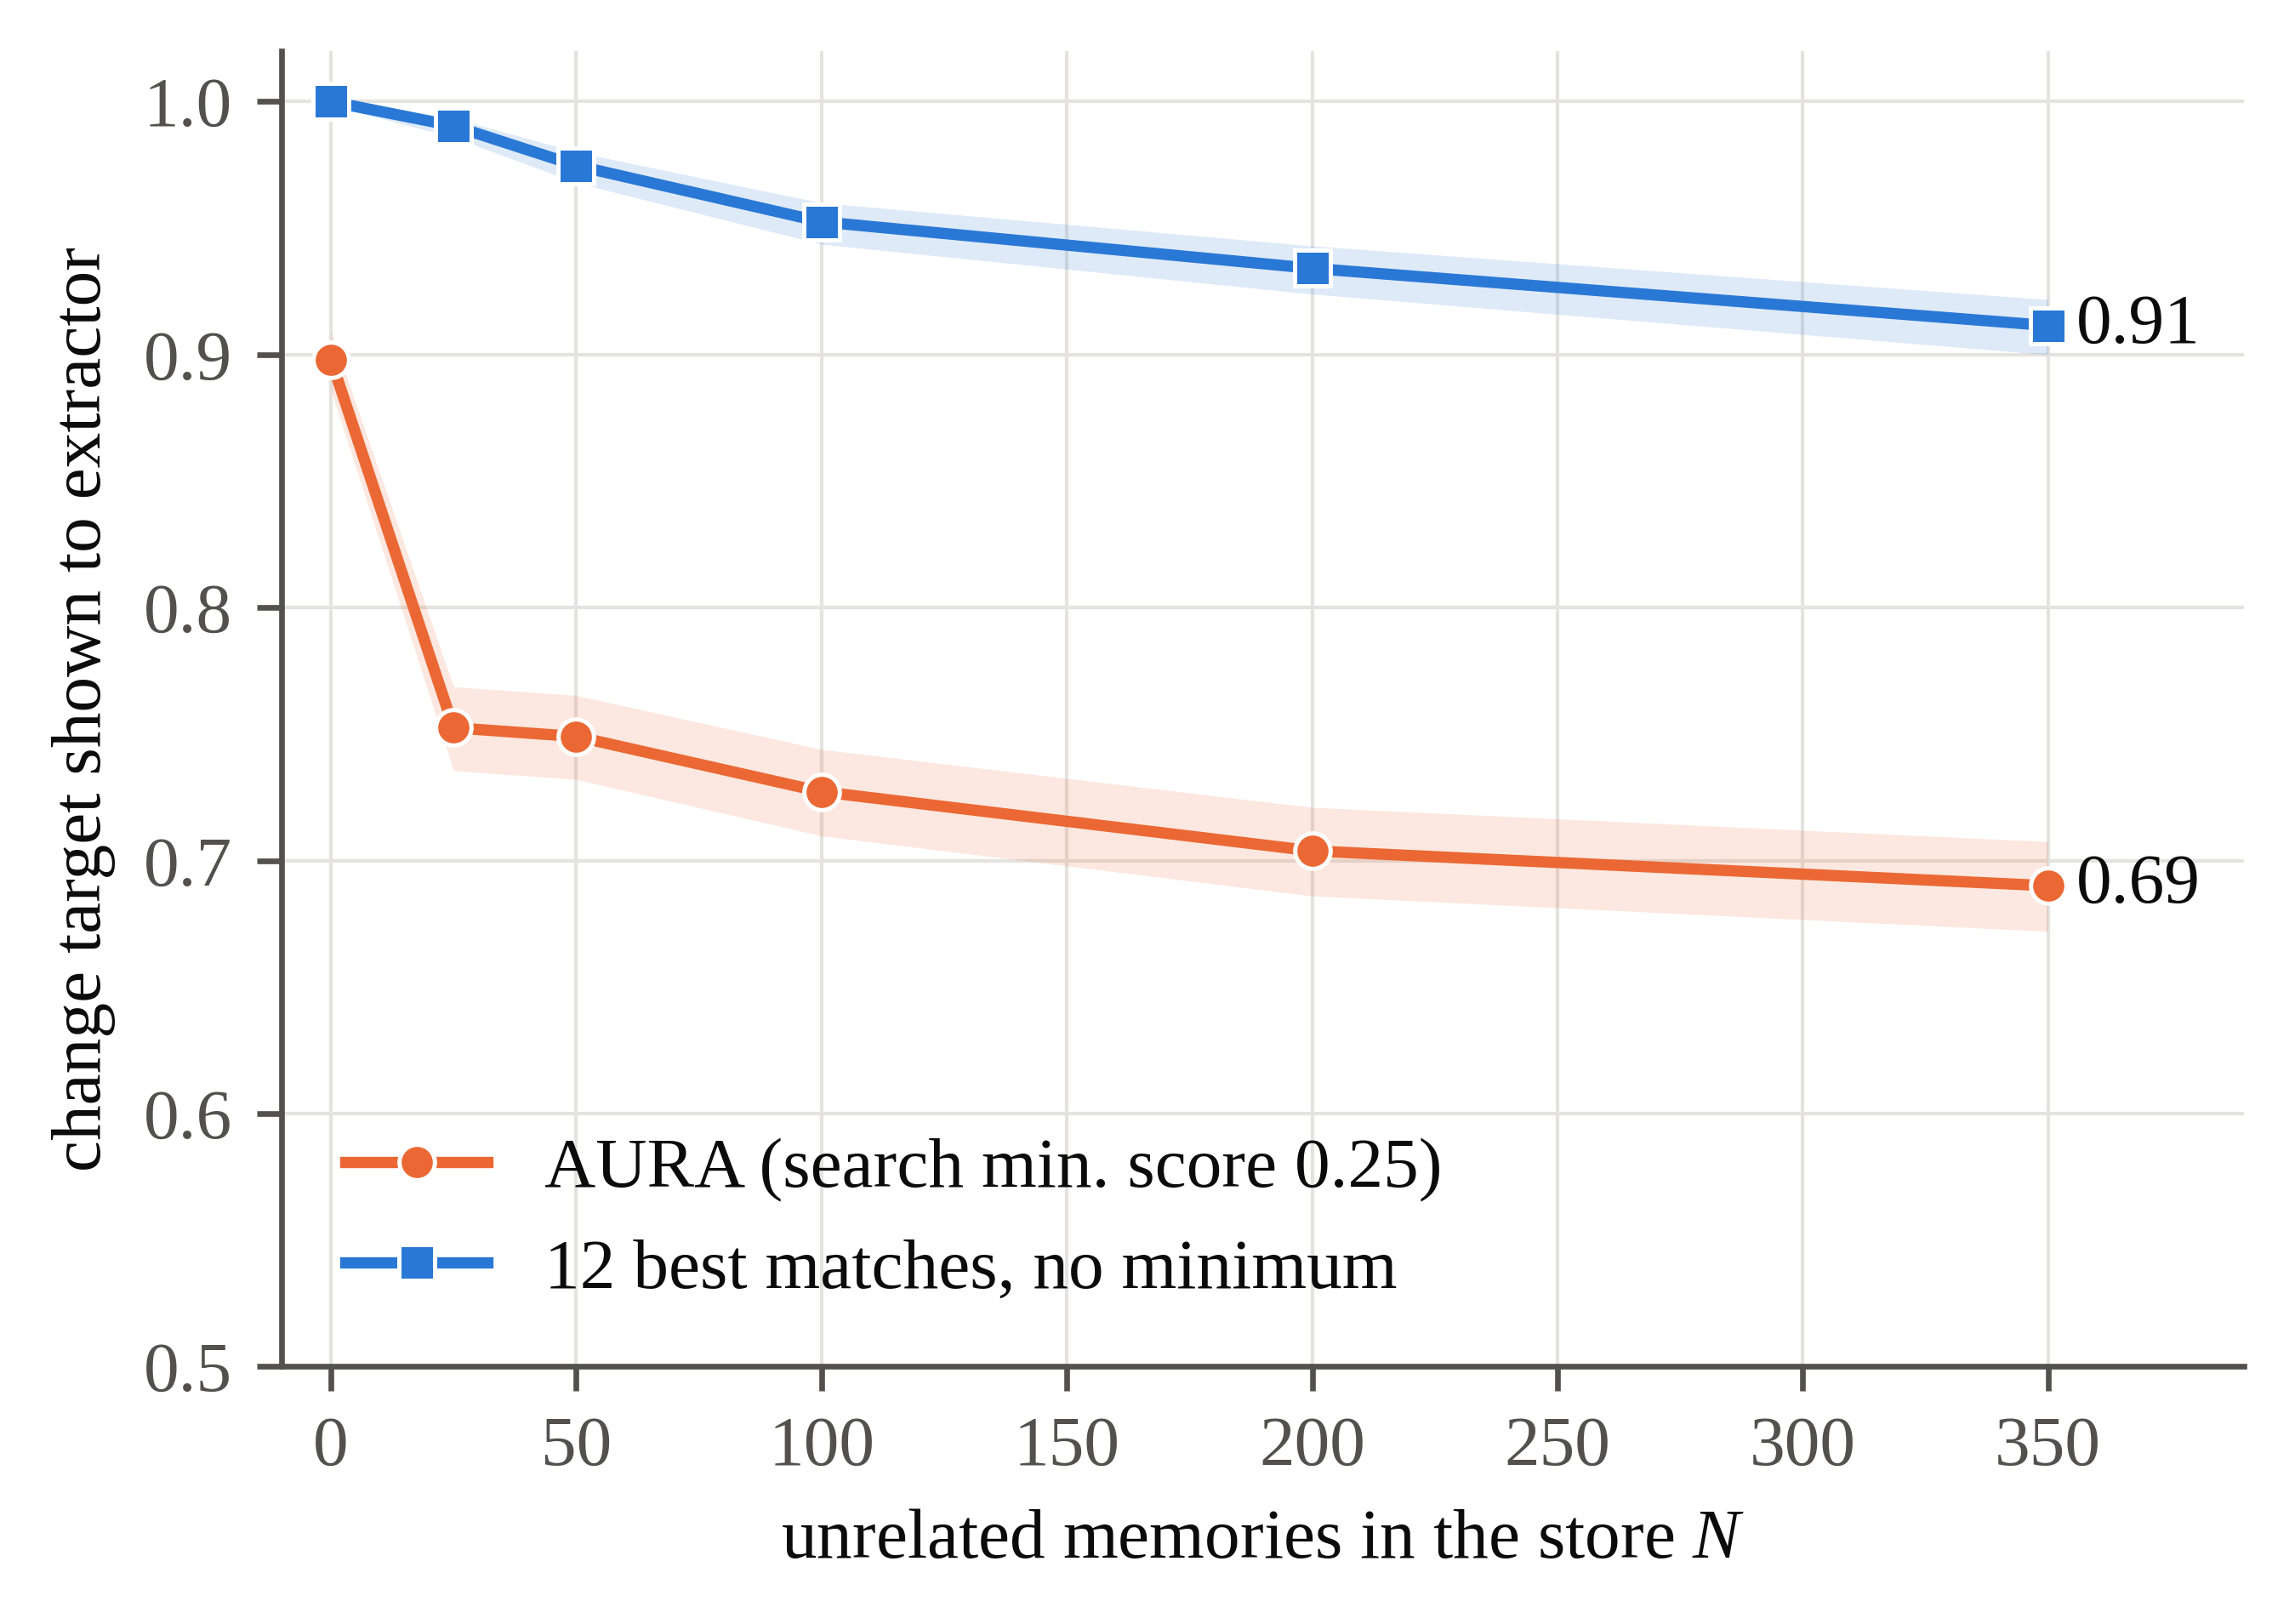 change target shown to extractor
1.0
0.9
0.8
0.7
0.6
0.5
0.91
0.69
AURA (search min. score 0.25)
12 best matches, no minimum
0 50 100 150 200 250 300 350
unrelated memories in the store N